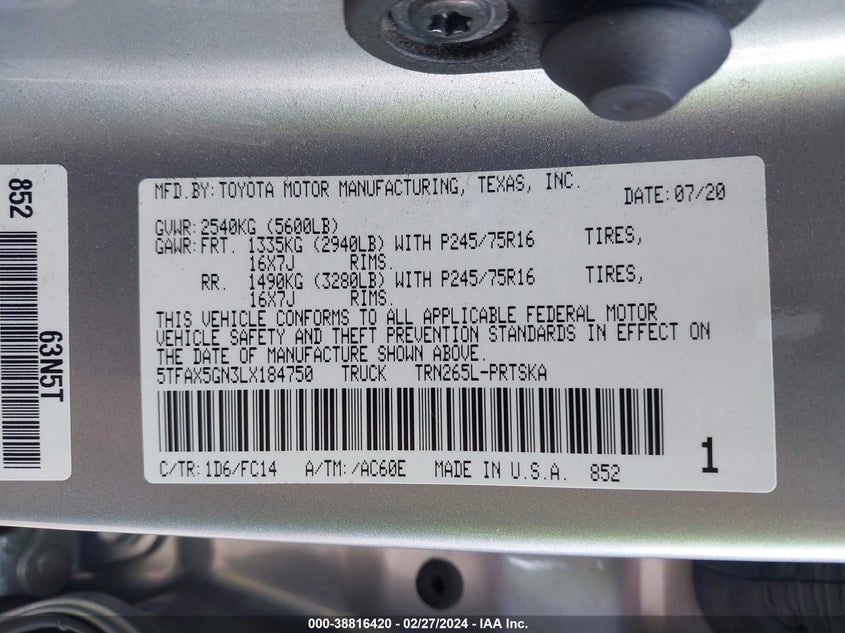 852
63N5T
MFD.BY:TOYOTA MOTOR MANUFACTURING, TEXAS, INC. DATE:07/20
GVWR:2540KG (5600LB)
GAWR:FRT. 1335KG (2940LB) WITH P245/75R16 TIRES,
16X7J RIMS.
RR. 1490KG (3280LB) WITH P245/75R16 TIRES,
16X7J RIMS.
THIS VEHICLE CONFORMS TO ALL APPLICABLE FEDERAL MOTOR
VEHICLE SAFETY AND THEFT PREVENTION STANDARDS IN EFFECT ON
THE DATE OF MANUFACTURE SHOWN ABOVE.
5TFAX5GN3LX184750 TRUCK TRN265L-PRTSKA
C/TR:1D6/FC14 A/TM:/AC60E MADE IN U.S.A. 852 1
000-38816420 - 02/27/2024 - IAA Inc.